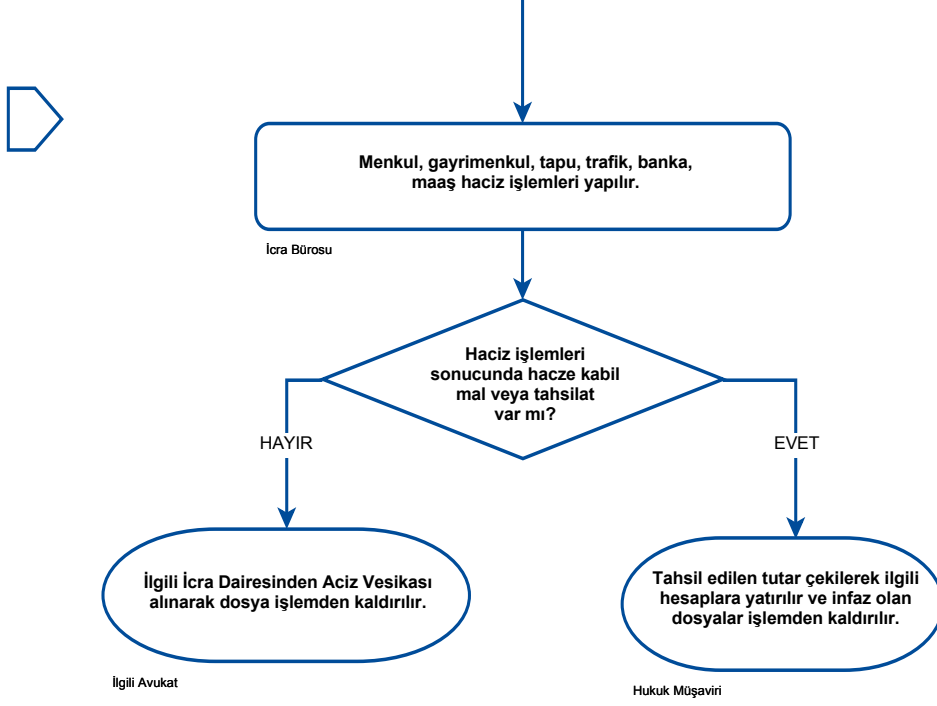 Menkul, gayrimenkul, tapu, trafik, banka,
maaş haciz işlemleri yapılır.
İcra Bürosu
Haciz işlemleri
sonucunda hacze kabil
mal veya tahsilat
var mı?
HAYIR
EVET
İlgili İcra Dairesinden Aciz Vesikası
alınarak dosya işlemden kaldırılır.
İlgili Avukat
Tahsil edilen tutar çekilerek ilgili
hesaplara yatırılır ve infaz olan
dosyalar işlemden kaldırılır.
Hukuk Müşaviri